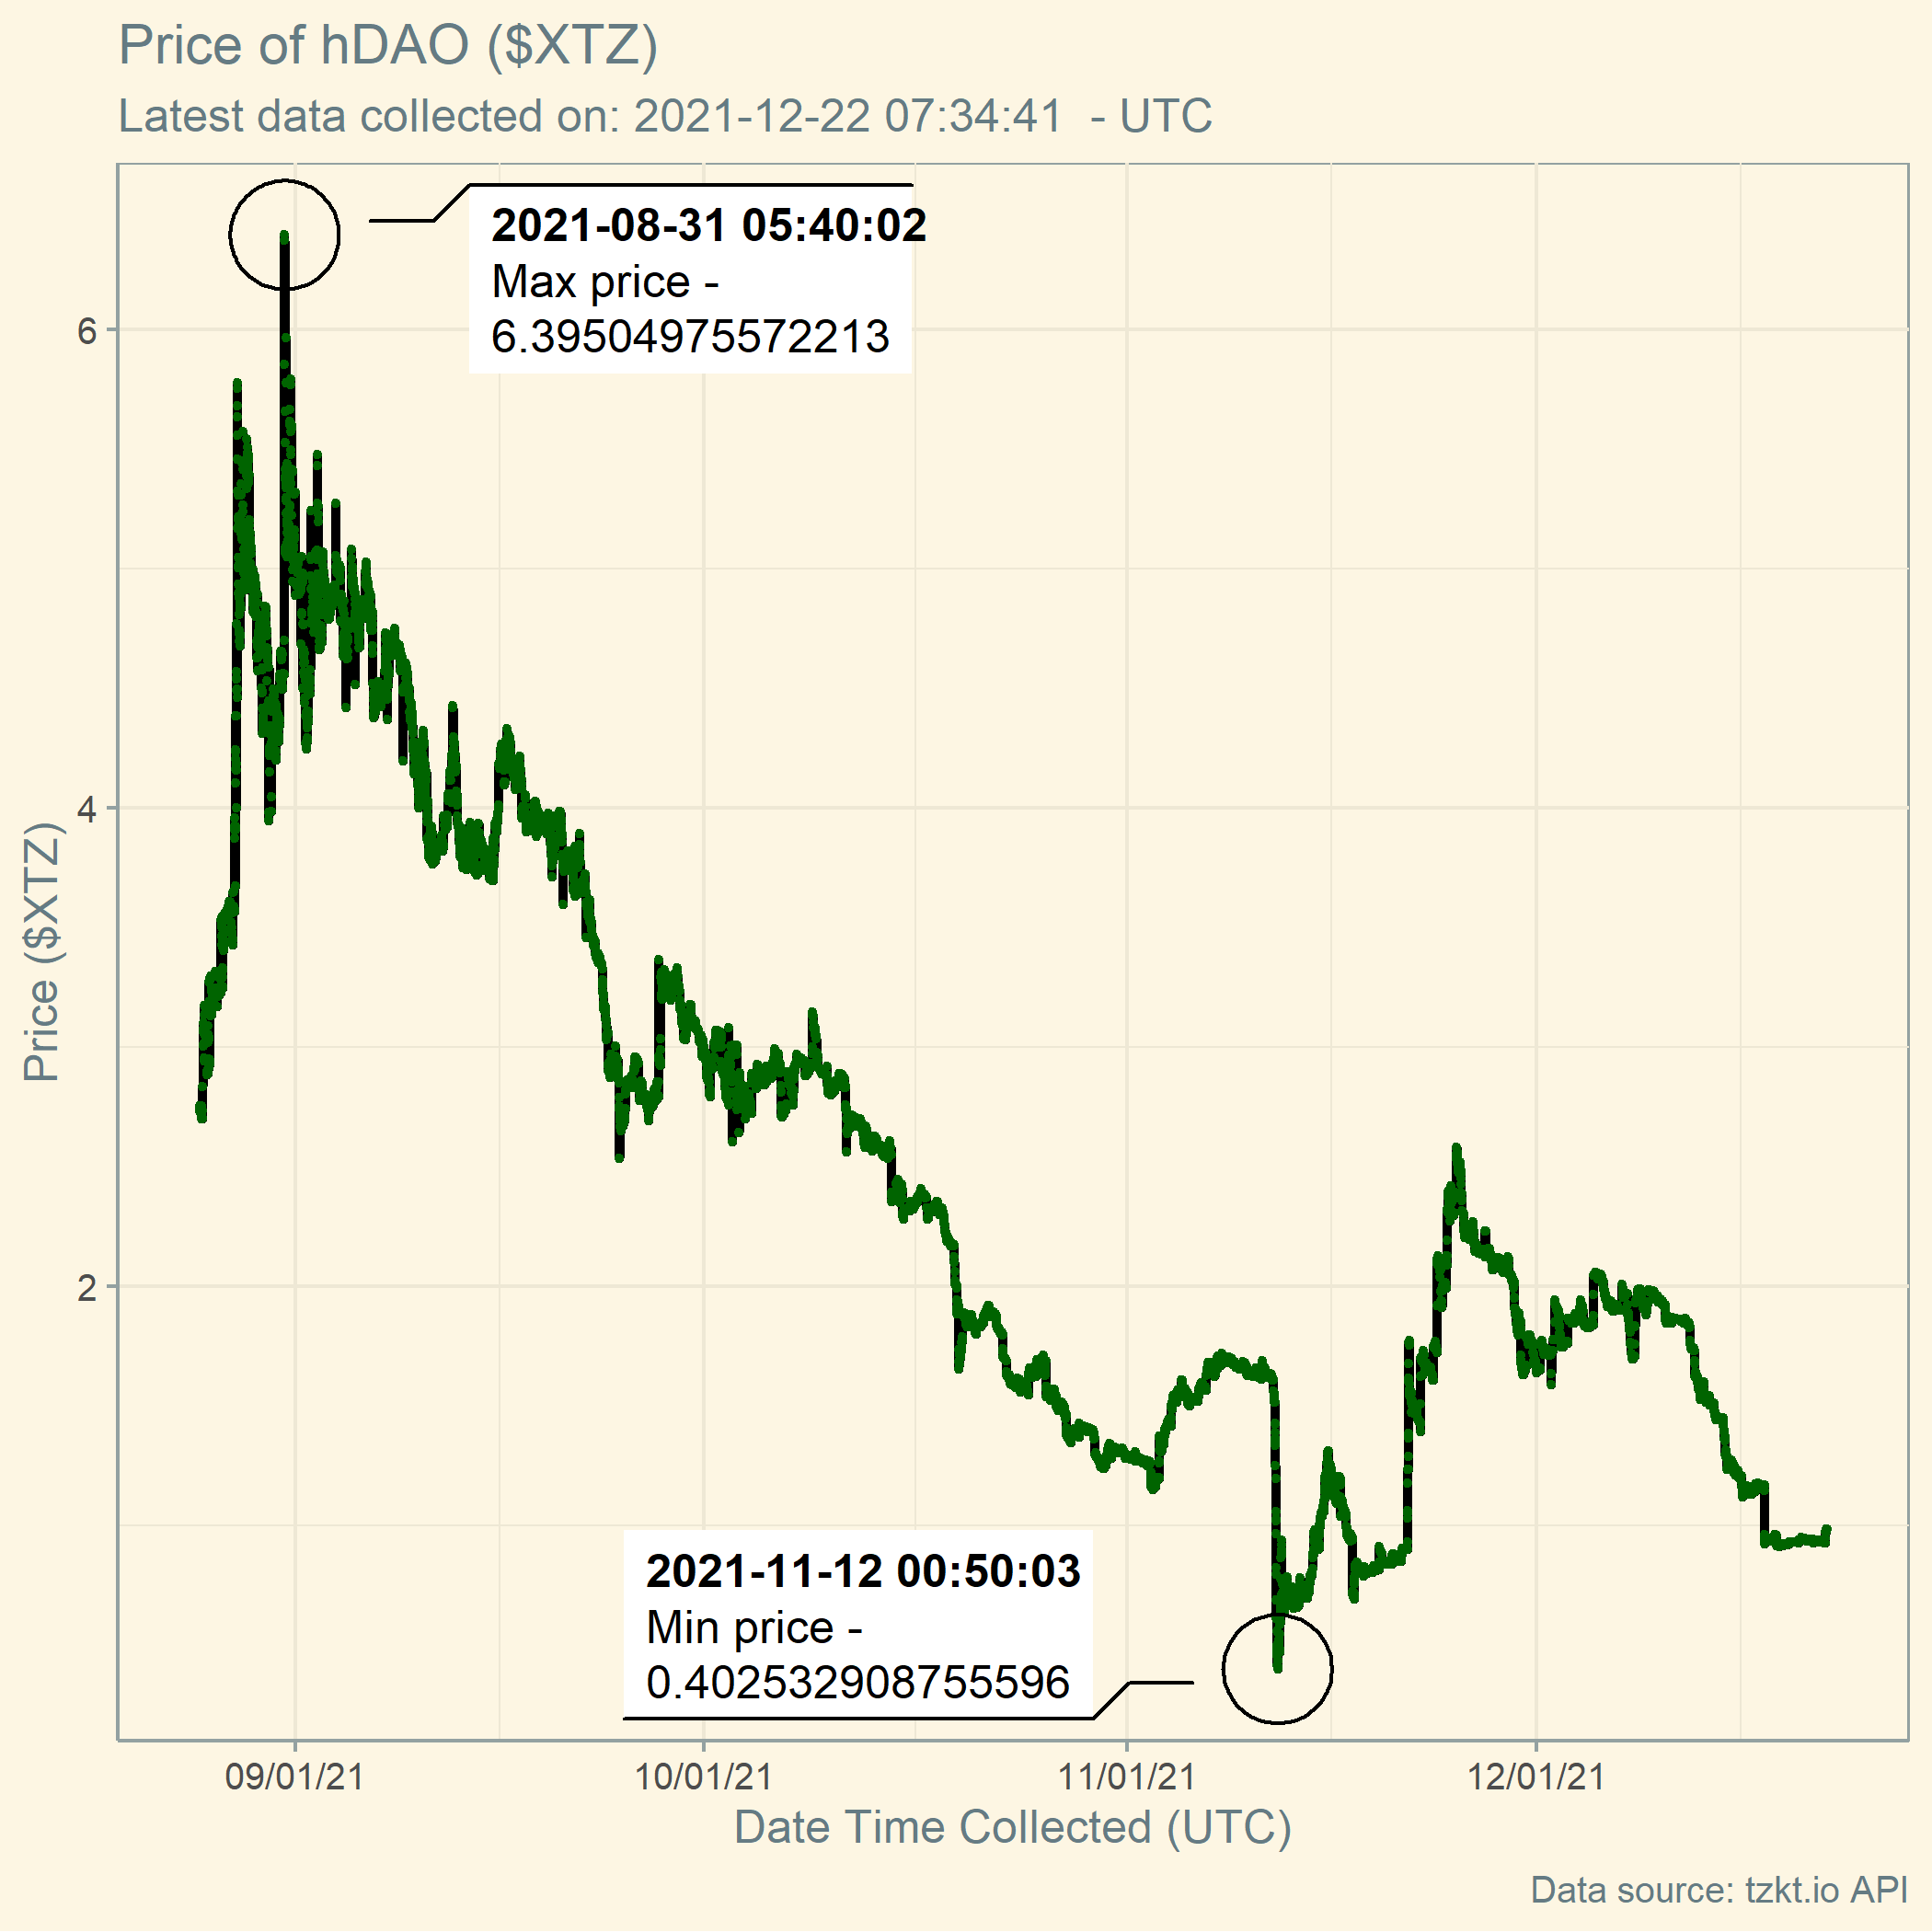 Price of hDAO ($XTZ)
Latest data collected on: 2021-12-22 07:34:41  - UTC
2021-08-31 05:40:02
Max price -
6.39504975572213
6
4
2
Price ($XTZ)
2021-11-12 00:50:03
Min price -
0.402532908755596
09/01/21 10/01/21 11/01/21 12/01/21
Date Time Collected (UTC)
Data source: tzkt.io API